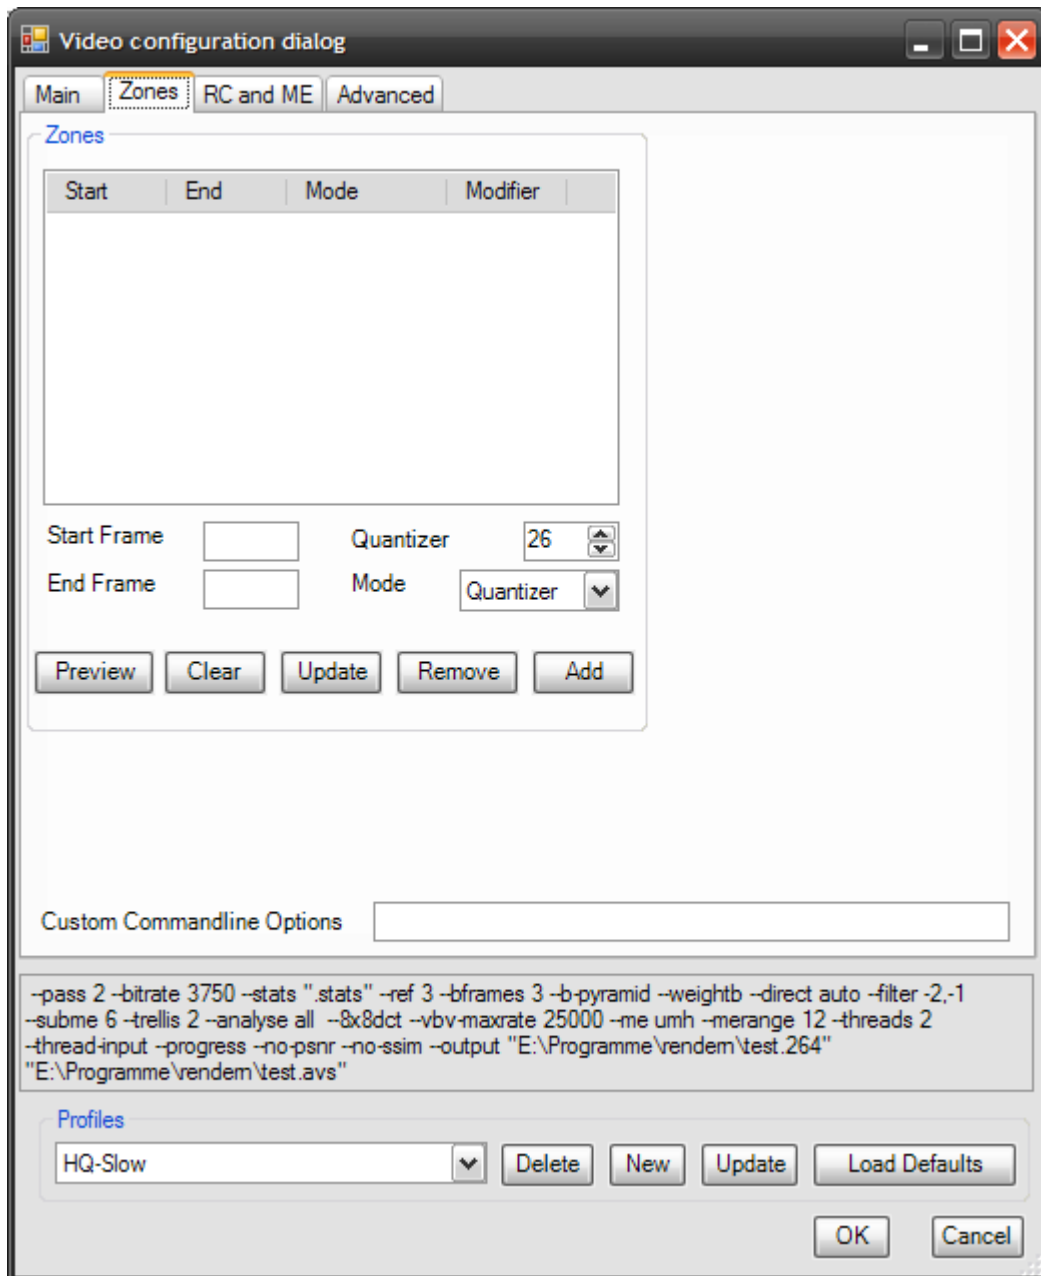 Video configuration dialog
Main Zones RC and ME Advanced
Zones
Start End Mode Modifier
Start Frame Quantizer 26
End Frame Mode Quantizer
Preview Clear Update Remove Add
Custom Commandline Options
--pass 2 --bitrate 3750 --stats ".stats" --ref 3 --bframes 3 --b-pyramid --weightb --direct auto --filter -2,-1
--subme 6 --trellis 2 --analyse all --8x8dct --vbv-maxrate 25000 --me umh --merange 12 --threads 2
--thread-input --progress --no-psnr --no-ssim --output "E:\Programme\rendern\test.264"
"E:\Programme\rendern\test.avs"
Profiles
HQ-Slow Delete New Update Load Defaults
OK Cancel